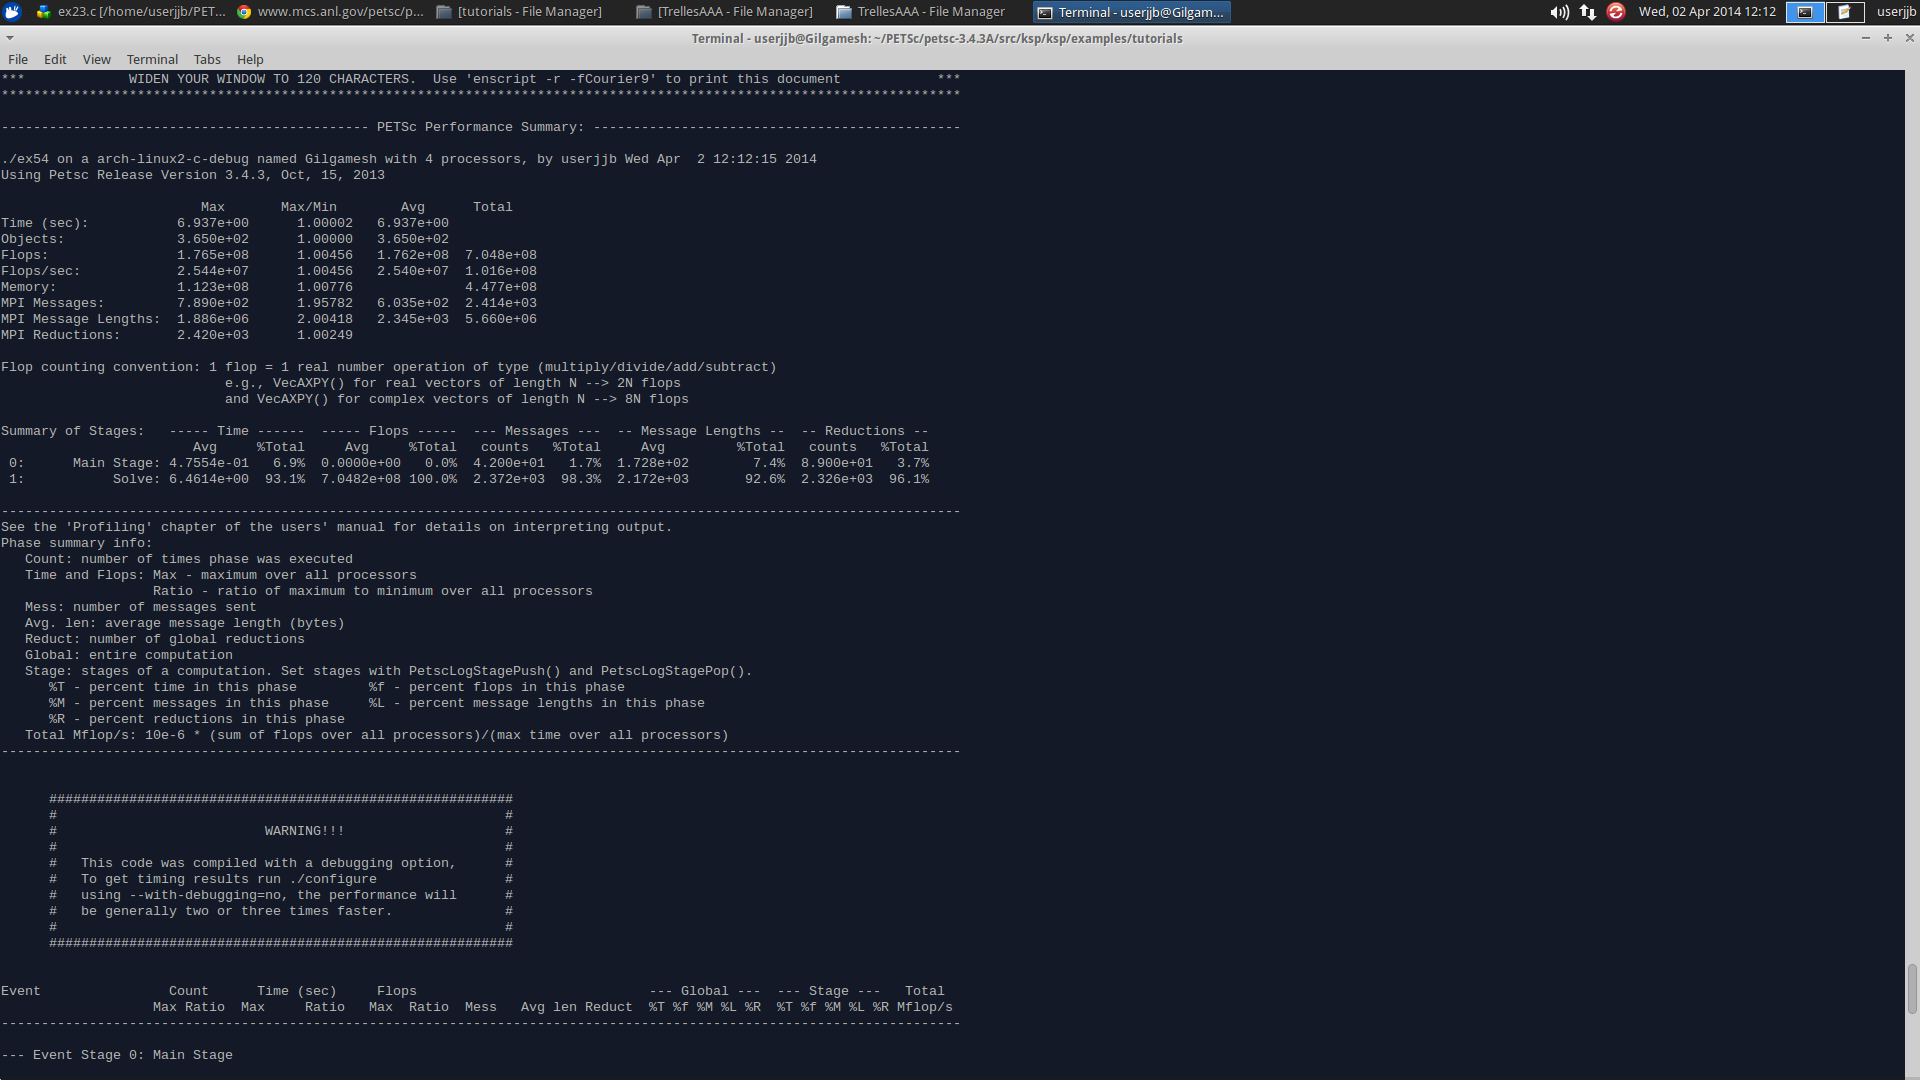 ex23.c [/home/userjjb/PET... www.mcs.anl.gov/petsc/p... [tutorials - File Manager] [TrellesAAA - File Manager] TrellesAAA - File Manager Terminal - userjjb@Gilgam... Wed, 02 Apr 2014 12:12 userjjb
Terminal - userjjb@Gilgamesh: ~/PETSc/petsc-3.4.3A/src/ksp/ksp/examples/tutorials
File Edit View Terminal Tabs Help
***             WIDEN YOUR WINDOW TO 120 CHARACTERS.  Use 'enscript -r -fCourier9' to print this document            ***
************************************************************************************************************************

---------------------------------------------- PETSc Performance Summary: ----------------------------------------------

./ex54 on a arch-linux2-c-debug named Gilgamesh with 4 processors, by userjjb Wed Apr  2 12:12:15 2014
Using Petsc Release Version 3.4.3, Oct, 15, 2013

                         Max       Max/Min        Avg      Total
Time (sec):           6.937e+00      1.00002   6.937e+00
Objects:              3.650e+02      1.00000   3.650e+02
Flops:                1.765e+08      1.00456   1.762e+08  7.048e+08
Flops/sec:            2.544e+07      1.00456   2.540e+07  1.016e+08
Memory:               1.123e+08      1.00776              4.477e+08
MPI Messages:         7.890e+02      1.95782   6.035e+02  2.414e+03
MPI Message Lengths:  1.886e+06      2.00418   2.345e+03  5.660e+06
MPI Reductions:       2.420e+03      1.00249

Flop counting convention: 1 flop = 1 real number operation of type (multiply/divide/add/subtract)
                            e.g., VecAXPY() for real vectors of length N --> 2N flops
                            and VecAXPY() for complex vectors of length N --> 8N flops

Summary of Stages:   ----- Time ------  ----- Flops -----  --- Messages ---  -- Message Lengths --  -- Reductions --
                        Avg     %Total     Avg     %Total   counts   %Total     Avg         %Total   counts   %Total
 0:      Main Stage: 4.7554e-01   6.9%  0.0000e+00   0.0%  4.200e+01   1.7%  1.728e+02        7.4%  8.900e+01   3.7%
 1:           Solve: 6.4614e+00  93.1%  7.0482e+08 100.0%  2.372e+03  98.3%  2.172e+03       92.6%  2.326e+03  96.1%

------------------------------------------------------------------------------------------------------------------------
See the 'Profiling' chapter of the users' manual for details on interpreting output.
Phase summary info:
   Count: number of times phase was executed
   Time and Flops: Max - maximum over all processors
                   Ratio - ratio of maximum to minimum over all processors
   Mess: number of messages sent
   Avg. len: average message length (bytes)
   Reduct: number of global reductions
   Global: entire computation
   Stage: stages of a computation. Set stages with PetscLogStagePush() and PetscLogStagePop().
      %T - percent time in this phase         %f - percent flops in this phase
      %M - percent messages in this phase     %L - percent message lengths in this phase
      %R - percent reductions in this phase
   Total Mflop/s: 10e-6 * (sum of flops over all processors)/(max time over all processors)
------------------------------------------------------------------------------------------------------------------------


      ##########################################################
      #                                                        #
      #                          WARNING!!!                    #
      #                                                        #
      #   This code was compiled with a debugging option,      #
      #   To get timing results run ./configure                #
      #   using --with-debugging=no, the performance will      #
      #   be generally two or three times faster.              #
      #                                                        #
      ##########################################################


Event                Count      Time (sec)     Flops                             --- Global ---  --- Stage ---   Total
                   Max Ratio  Max     Ratio   Max  Ratio  Mess   Avg len Reduct  %T %f %M %L %R  %T %f %M %L %R Mflop/s
------------------------------------------------------------------------------------------------------------------------

--- Event Stage 0: Main Stage